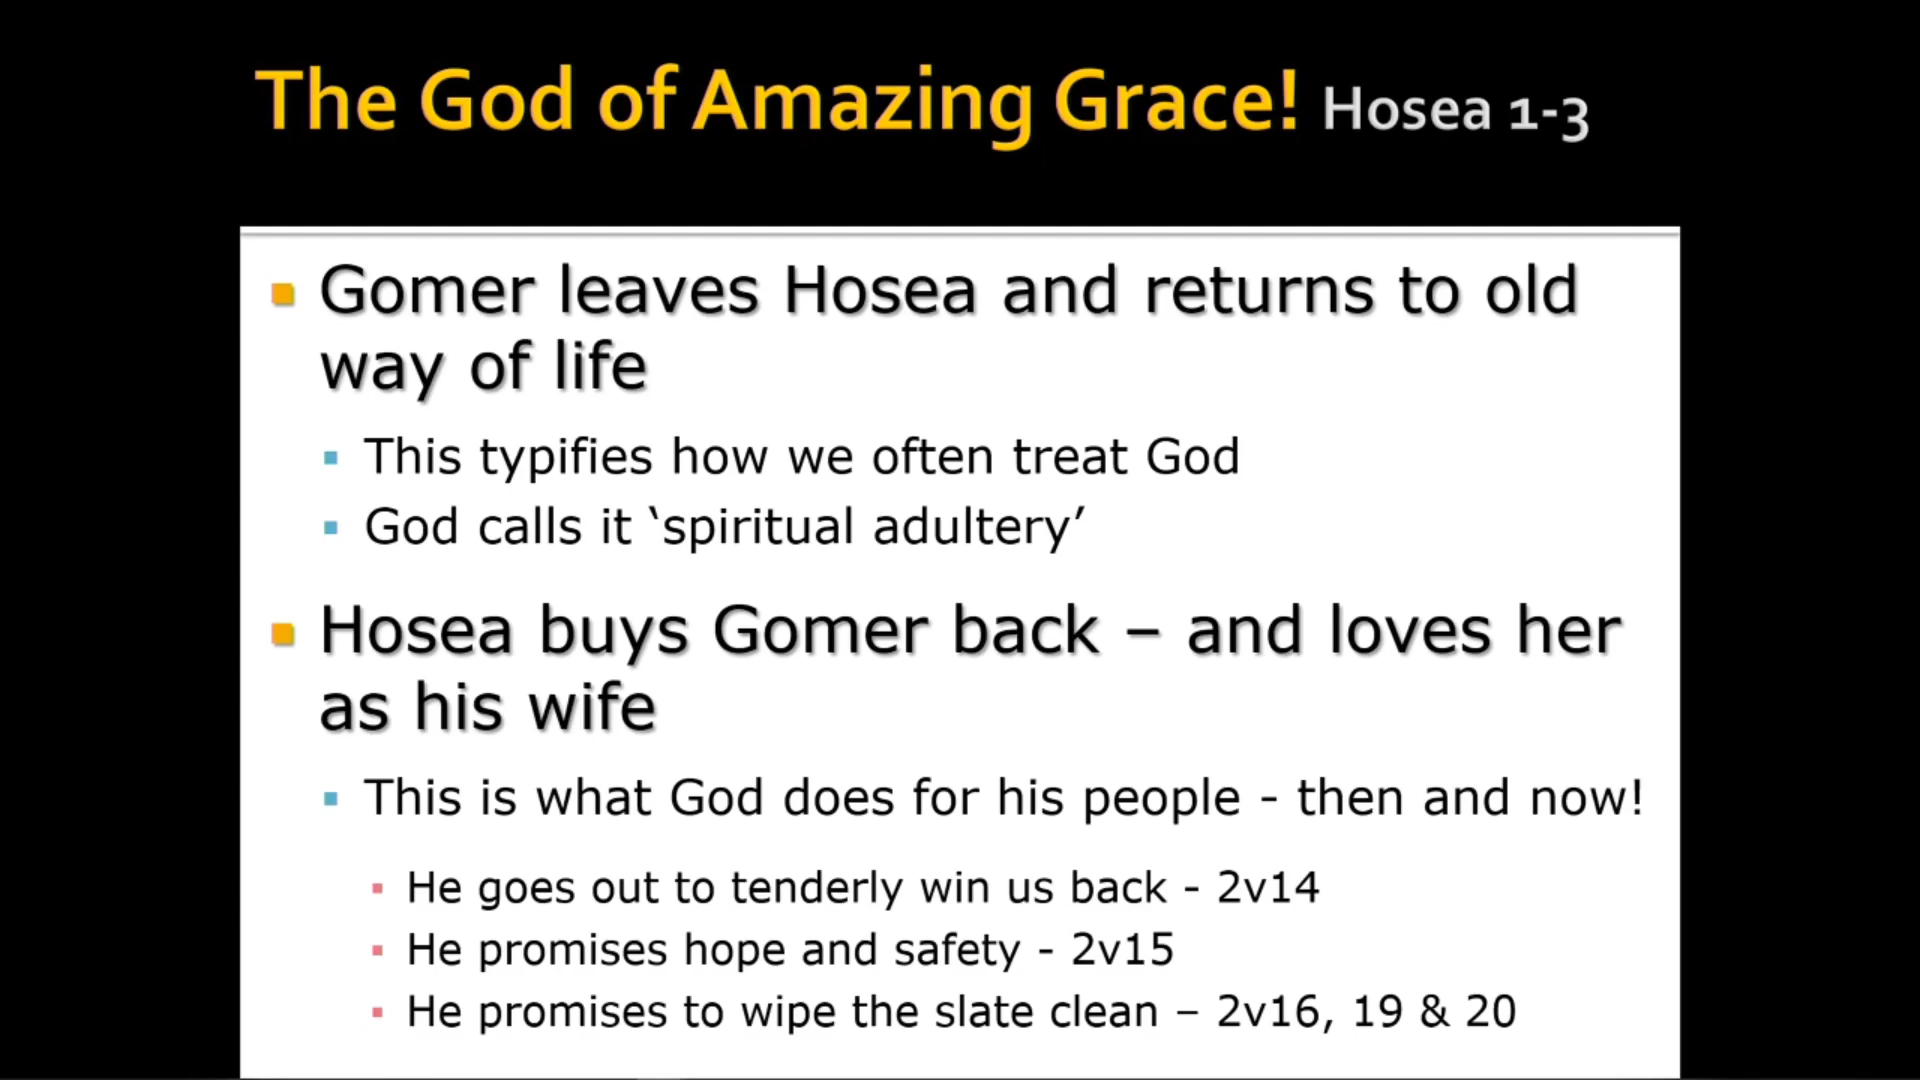 The God of Amazing Grace! Hosea 1-3
Gomer leaves Hosea and returns to old
way of life
This typifies how we often treat God
God calls it ‘spiritual adultery’
Hosea buys Gomer back – and loves her
as his wife
This is what God does for his people - then and now!
He goes out to tenderly win us back - 2v14
He promises hope and safety - 2v15
He promises to wipe the slate clean – 2v16, 19 & 20